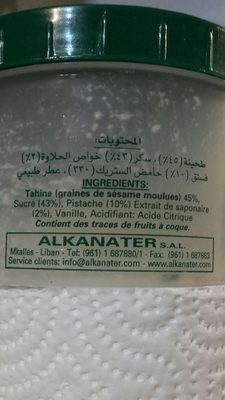 المحتويات:
طحينة (٤٥٪)، سكر (٤٣٪) خواص الحلاوة (٢٪)
فستق (١٠٪) حامض الستريك (٣٣٠)، عطر طبيعي
INGREDIENTS:
Tahina (graines de sésame moulues) 45%,
Sucré (43%), Pistache (10%) Extrait de saponaire
(2%), Vanille, Acidifiant: Acide Citrique
Contient des traces de fruits à coque.
ALKANATER S.A.L.
Mkalles - Liban - Tel: (961) 1 687880/1 - Fax: (961) 1 687883
Service clients: info@alkanater.com - www.alkanater.com